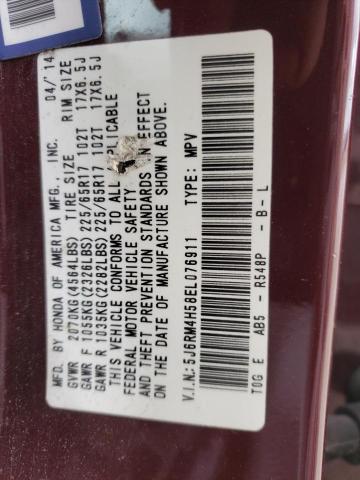 MFD. BY HONDA OF AMERICA MFG., INC. 04/'14
GVWR 2070KG(4564LBS) TIRE SIZE RIM SIZE
GAWR F 1055KG(2326LBS) 225/65R17 102T 17X6.5J
GAWR R 1035KG(2282LBS) 225/65R17 102T 17X6.5J
THIS VEHICLE CONFORMS TO ALL APPLICABLE
FEDERAL MOTOR VEHICLE SAFETY
AND THEFT PREVENTION STANDARDS IN EFFECT
ON THE DATE OF MANUFACTURE SHOWN ABOVE.
V.I.N.: 5J6RM4H58EL076911 TYPE: MPV
T0G E AB5 - R548P - B - L